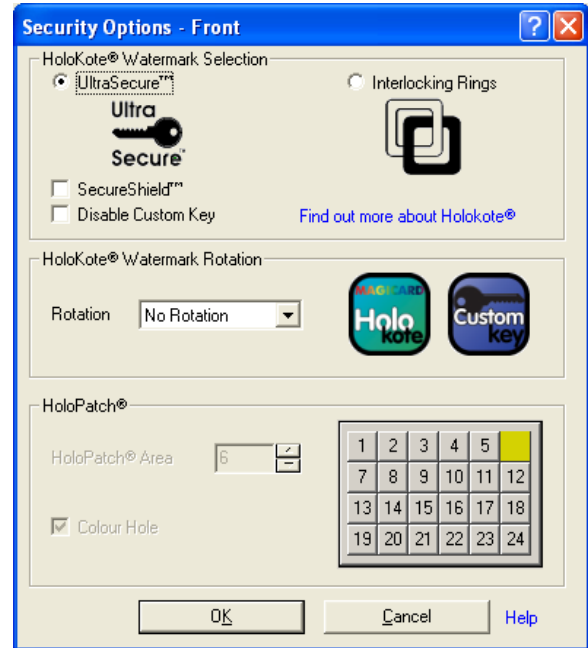 Security Options - Front
HoloKote® Watermark Selection
UltraSecure™
Interlocking Rings
Ultra
Secure™
SecureShield™
Disable Custom Key
Find out more about Holokote®
HoloKote® Watermark Rotation
Rotation No Rotation
MAGICARD
Holo
kote
Custom
key
HoloPatch®
HoloPatch® Area 6
Colour Hole
1 2 3 4 5
7 8 9 10 11 12
13 14 15 16 17 18
19 20 21 22 23 24
OK Cancel Help